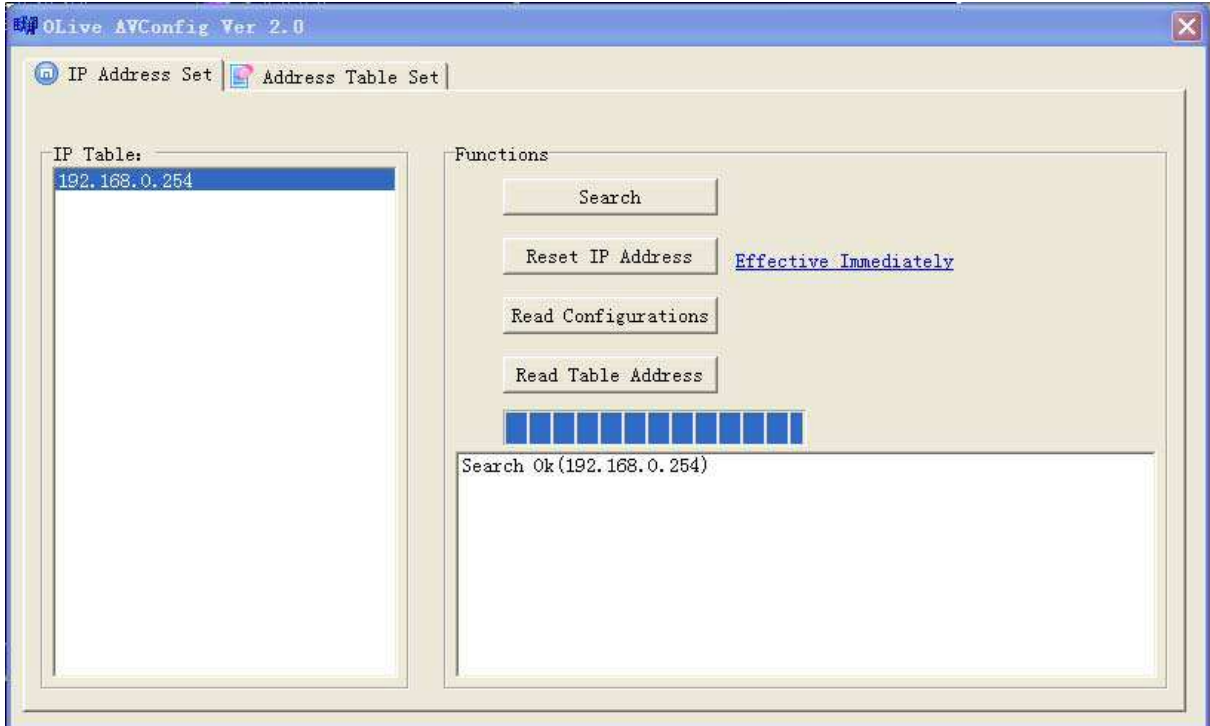 OLive AVConfig Ver 2.0
IP Address Set
Address Table Set
IP Table:
192.168.0.254
Functions
Search
Reset IP Address
Effective Immediately
Read Configurations
Read Table Address
Search Ok(192.168.0.254)